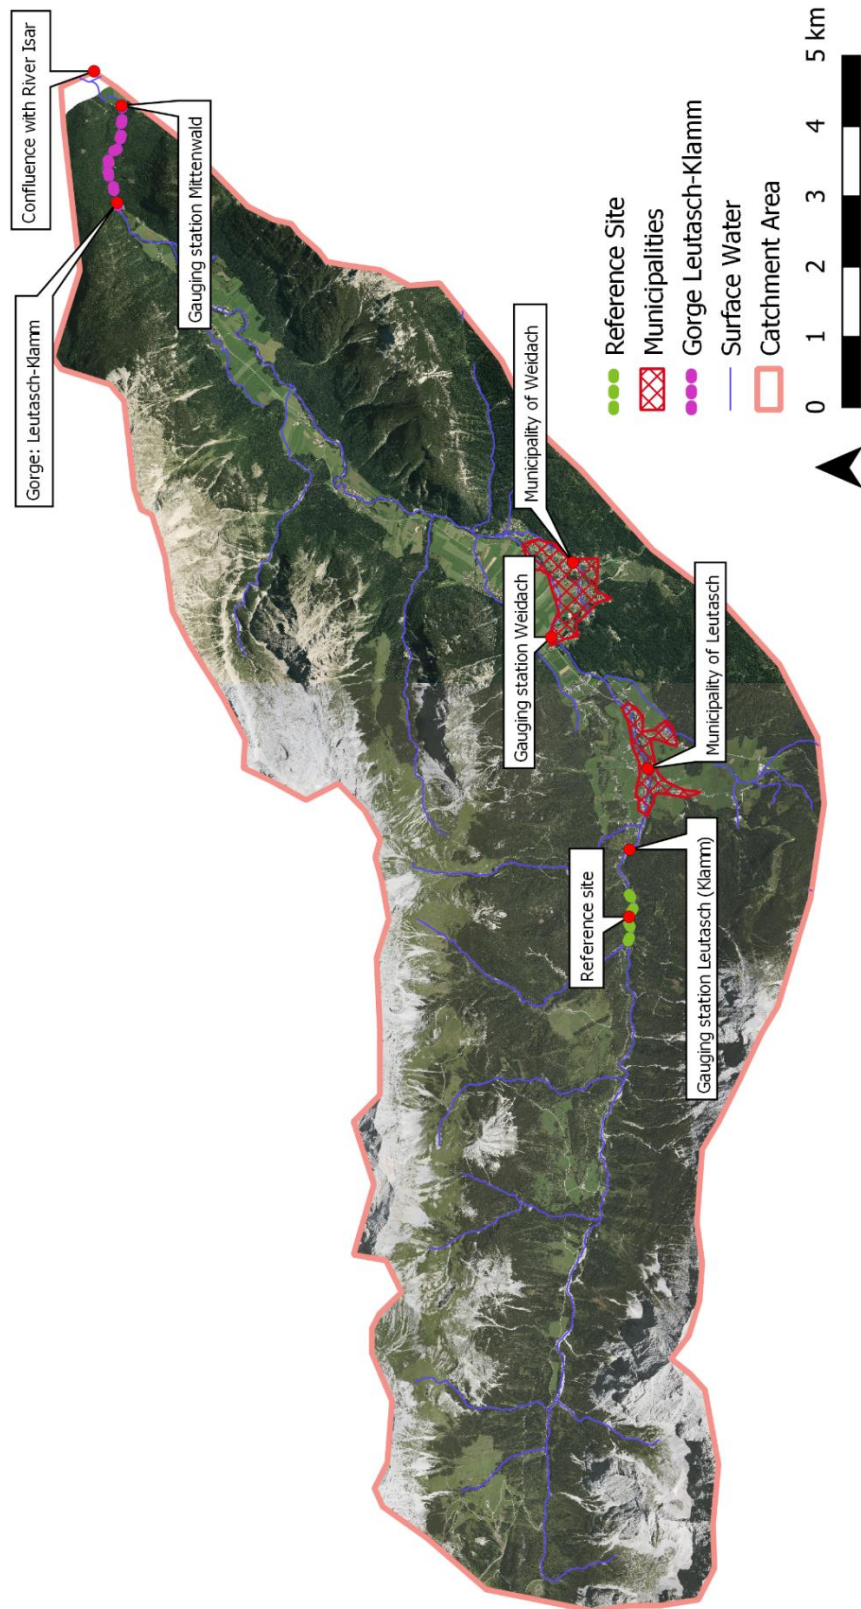 Confluence with River Isar
Gorge: Leutasch-Klamm
Gauging station Mittenwald
Municipality of Weidach
Gauging station Weidach
Municipality of Leutasch
Reference site
Gauging station Leutasch (Klamm)
Reference Site
Municipalities
Gorge Leutasch-Klamm
Surface Water
Catchment Area
0 1 2 3 4 5 km